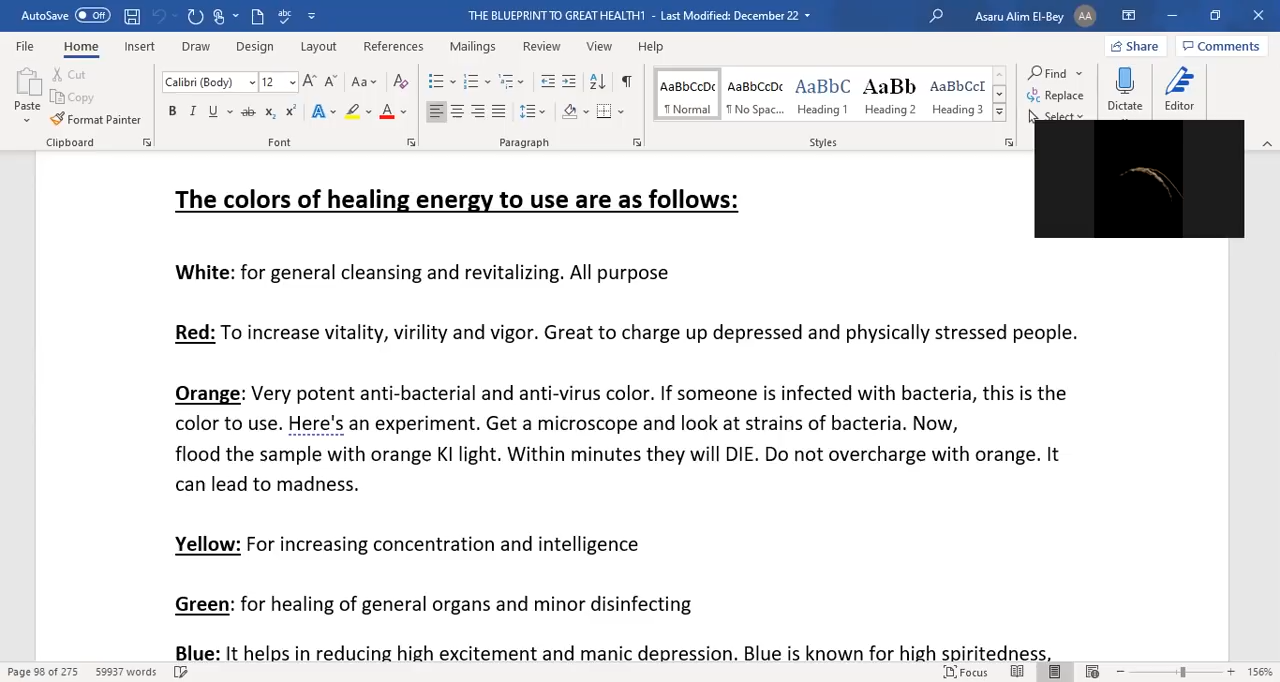 AutoSave Off THE BLUEPRINT TO GREAT HEALTH1 - Last Modified: December 22 Asaru Alim El-Bey AA
File Home Insert Draw Design Layout References Mailings Review View Help Share Comments
Paste Cut Copy Format Painter
Calibri (Body) 12
AaBbCcDc AaBbCcDc AaBbC AaBb AaBbCcI
¶ Normal ¶ No Spac... Heading 1 Heading 2 Heading 3
Find Replace Select Dictate Editor
Clipboard Font Paragraph Styles
The colors of healing energy to use are as follows:
White: for general cleansing and revitalizing. All purpose
Red: To increase vitality, virility and vigor. Great to charge up depressed and physically stressed people.
Orange: Very potent anti-bacterial and anti-virus color. If someone is infected with bacteria, this is the
color to use. Here's an experiment. Get a microscope and look at strains of bacteria. Now,
flood the sample with orange KI light. Within minutes they will DIE. Do not overcharge with orange. It
can lead to madness.
Yellow: For increasing concentration and intelligence
Green: for healing of general organs and minor disinfecting
Blue: It helps in reducing high excitement and manic depression. Blue is known for high spiritedness,
Page 98 of 275 59937 words Focus 156%